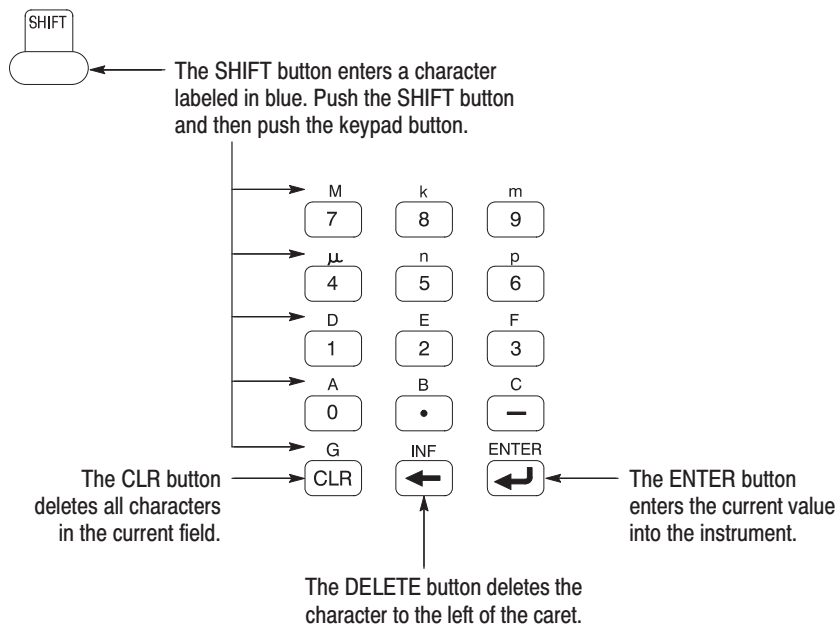 SHIFT
The SHIFT button enters a character
labeled in blue. Push the SHIFT button
and then push the keypad button.
M k m
7 8 9
μ n p
4 5 6
D E F
1 2 3
A B C
0 • –
G INF ENTER
CLR
The CLR button
deletes all characters
in the current field.
The ENTER button
enters the current value
into the instrument.
The DELETE button deletes the
character to the left of the caret.